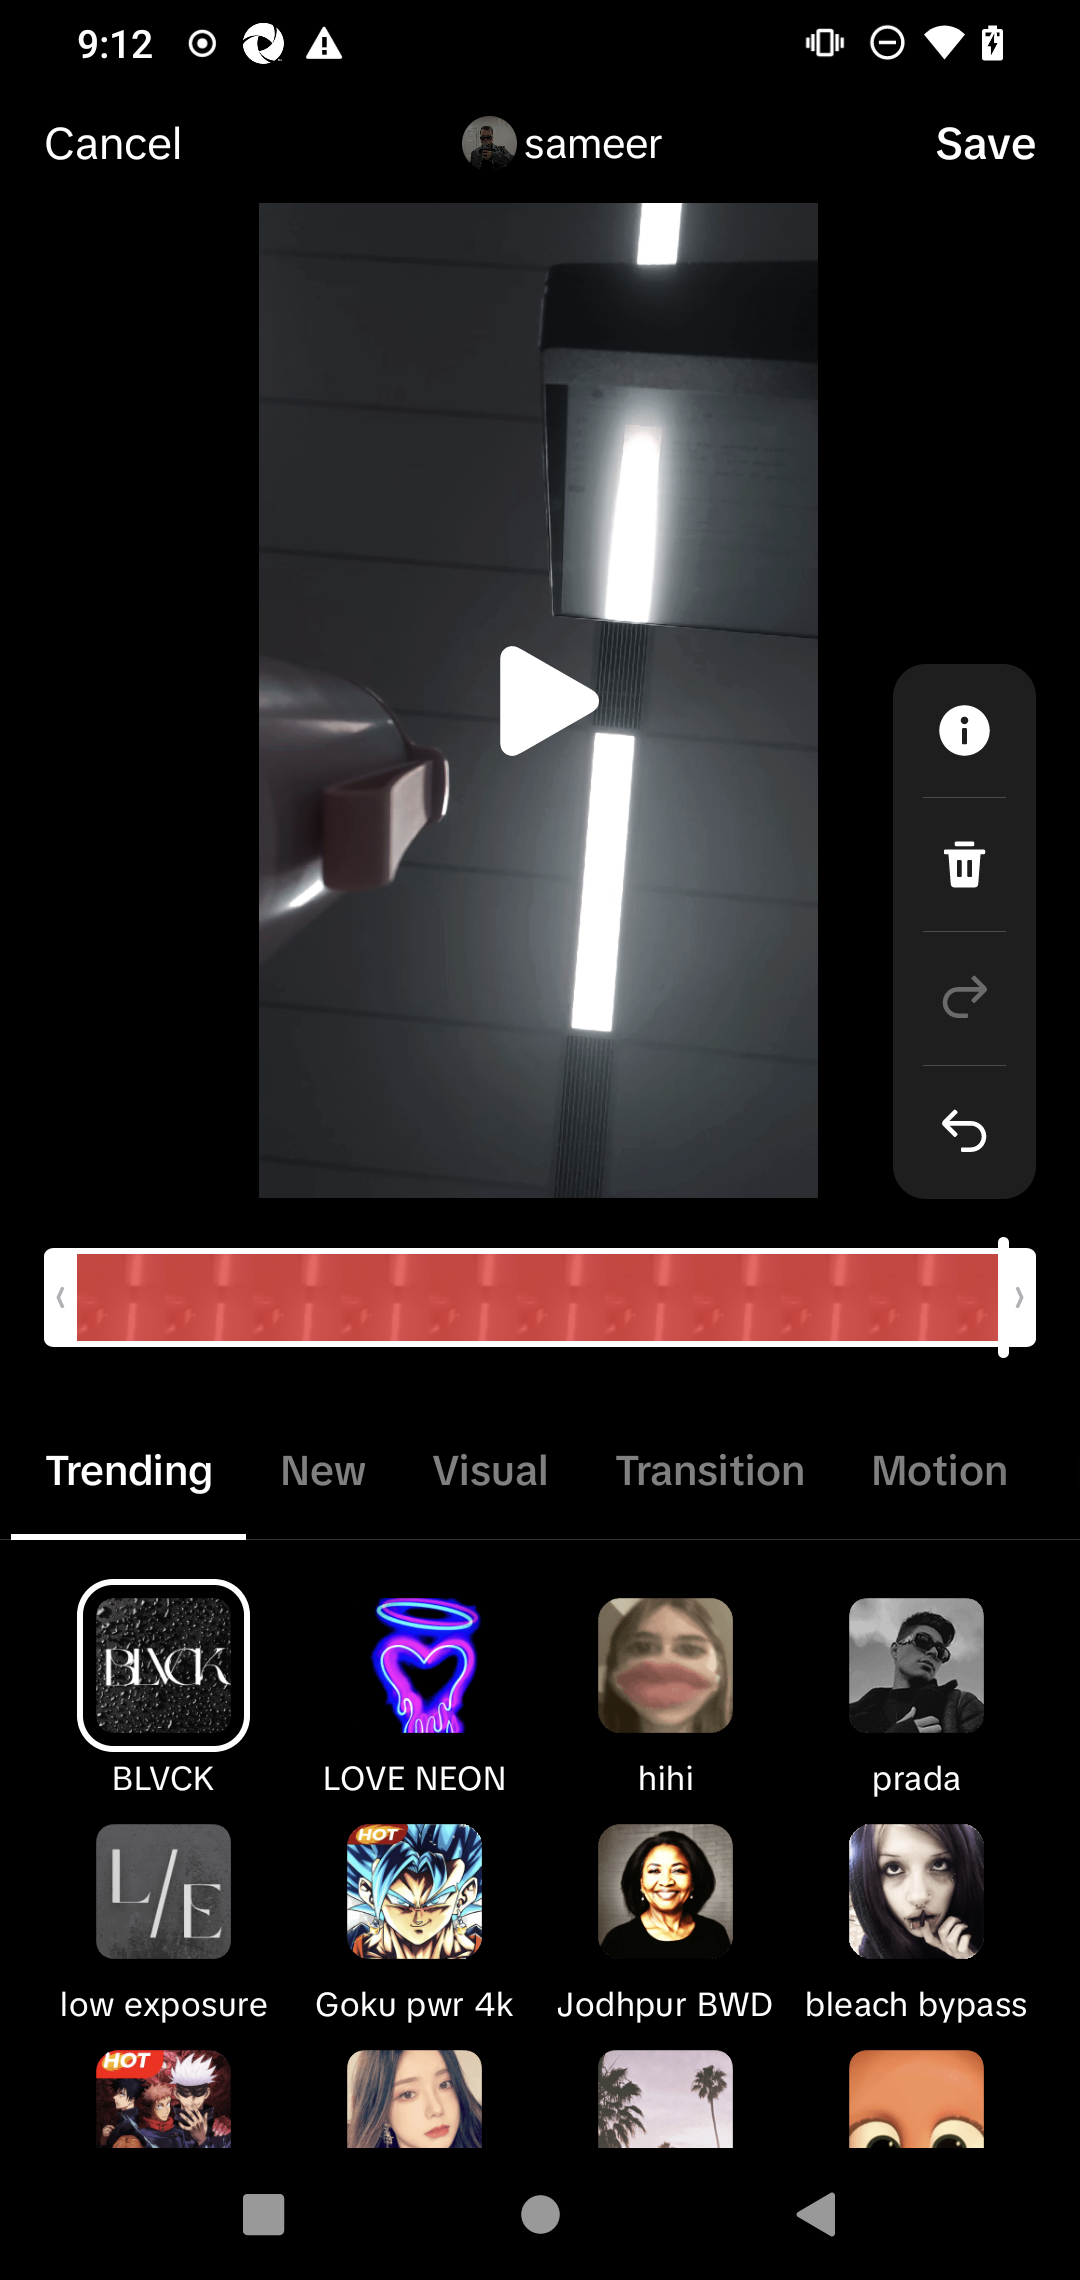 9:12
Cancel
sameer
Save
Trending
New
Visual
Transition
Motion
BLVCK
BLVCK
LOVE NEON
hihi
prada
L/E
HOT
low exposure
Goku pwr 4k
Jodhpur BWD
bleach bypass
HOT